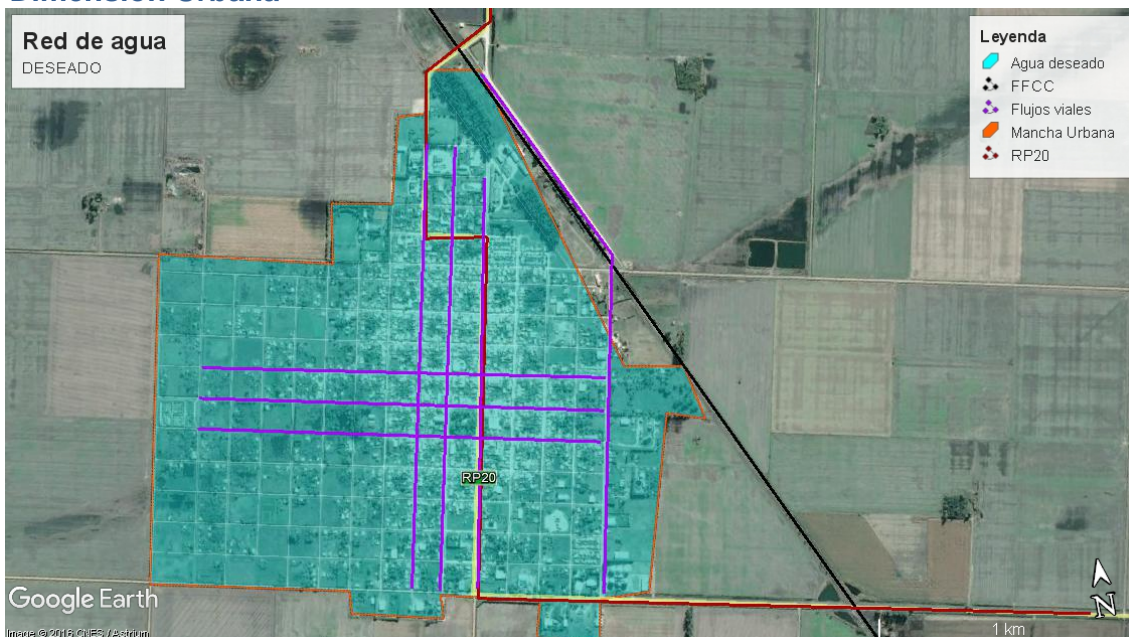 Dimensión Urbana
Red de agua
DESEADO
Leyenda
Agua deseado
FFCC
Flujos viales
Mancha Urbana
RP20
RP20
Google Earth
Image © 2016 CNES / Astrium
N
1 km